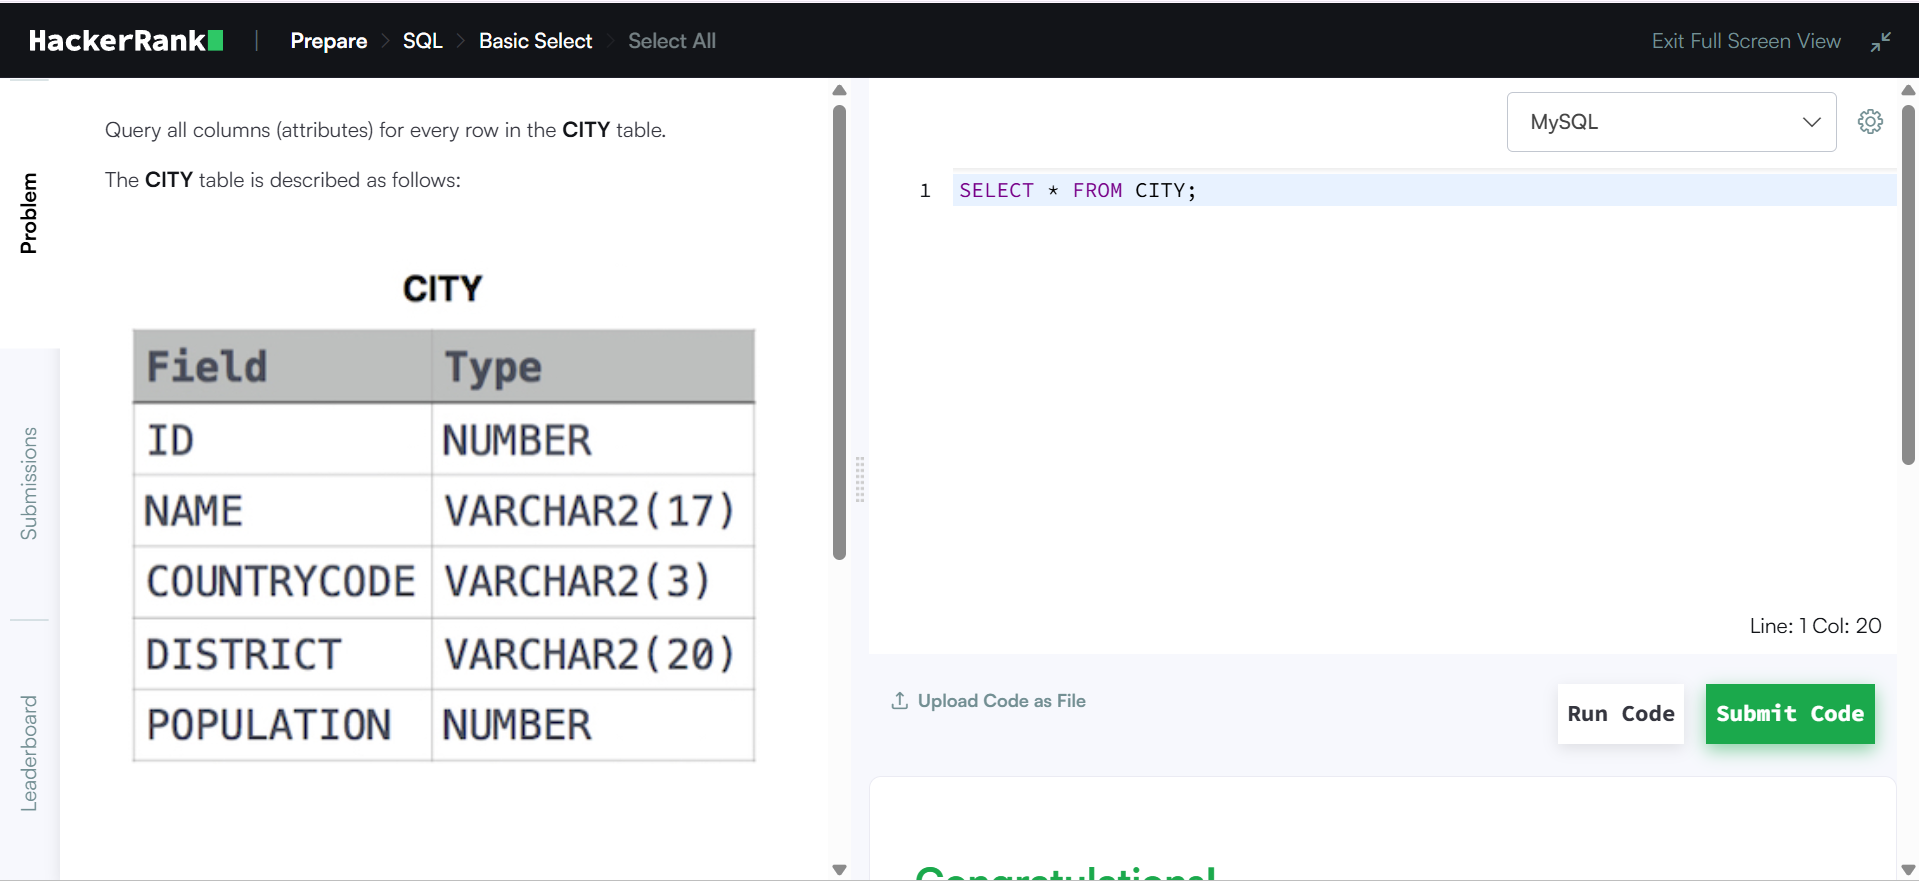 HackerRank | Prepare > SQL > Basic Select > Select All
Exit Full Screen View
Problem
Submissions
Leaderboard
Query all columns (attributes) for every row in the CITY table.
The CITY table is described as follows:
CITY
Field Type
ID NUMBER
NAME VARCHAR2(17)
COUNTRYCODE VARCHAR2(3)
DISTRICT VARCHAR2(20)
POPULATION NUMBER
MySQL
1 SELECT * FROM CITY;
Line: 1 Col: 20
Upload Code as File
Run Code
Submit Code
Congratulations!